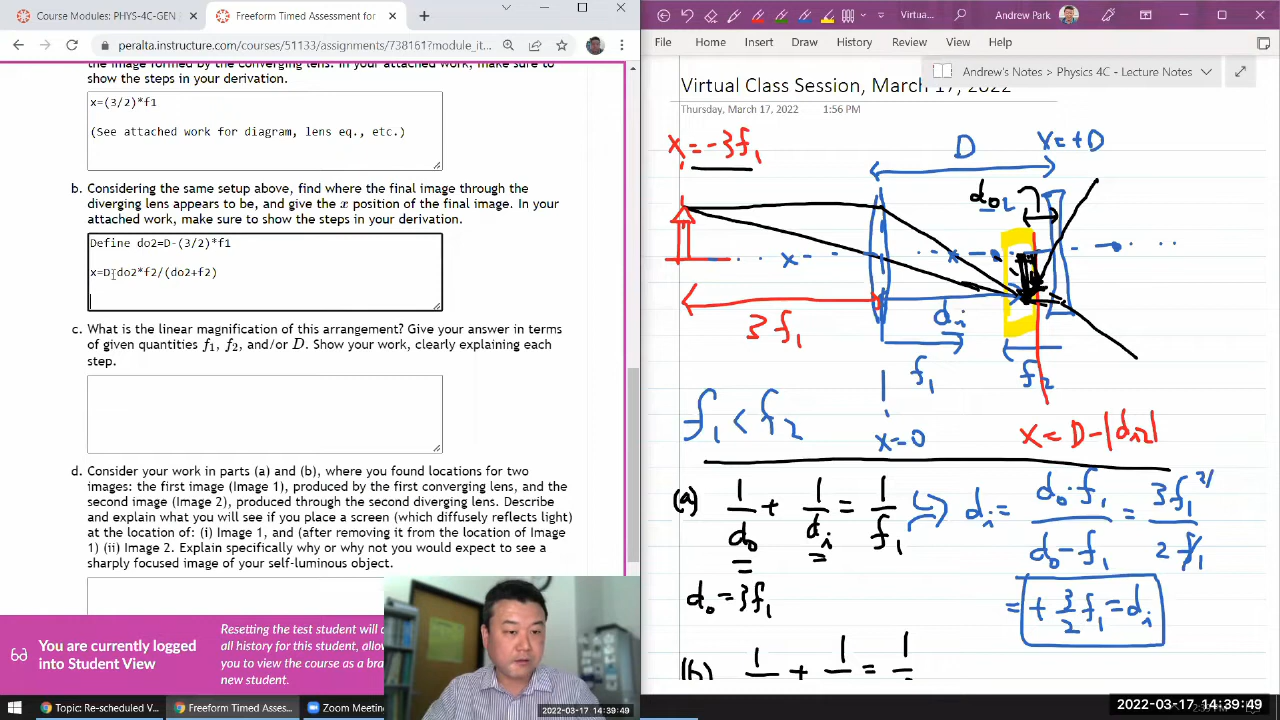 Course Modules: PHYS-4C-GEN
Freeform Timed Assessment for
peralta.instructure.com/courses/51133/assignments/738161?module_it...
the image formed by the converging lens. In your attached work, make sure to
show the steps in your derivation.
x=(3/2)*f1
(See attached work for diagram, lens eq., etc.)
b. Considering the same setup above, find where the final image through the
diverging lens appears to be, and give the x position of the final image. In your
attached work, make sure to show the steps in your derivation.
Define do2=D-(3/2)*f1
x=D-do2*f2/(do2+f2)
c. What is the linear magnification of this arrangement? Give your answer in terms
of given quantities f1, f2, and/or D. Show your work, clearly explaining each
step.
d. Consider your work in parts (a) and (b), where you found locations for two
images: the first image (Image 1), produced by the first converging lens, and the
second image (Image 2), produced through the second diverging lens. Describe
and explain what you will see if you place a screen (which diffusely reflects light)
at the location of: (i) Image 1, and (after removing it from the location of Image
1) (ii) Image 2. Explain specifically why or why not you would expect to see a
sharply focused image of your self-luminous object.
You are currently logged
into Student View
Resetting the test student will c
all history for this student, allow
you to view the course as a bra
new student.
Topic: Re-scheduled V...
Freeform Timed Asses...
Zoom Meeting
2022-03-17 14:39:49
Virtua...
Andrew Park
File Home Insert Draw History Review View Help
Andrew's Notes > Physics 4C - Lecture Notes
Virtual Class Session, March 17, 2022
Thursday, March 17, 2022 1:56 PM
x = -3f1
D
x = +D
do2
x
x
3f1
di
f1
f2
f1 < f2
x=0
x = D-|di2|
(a) 1/do + 1/di = 1/f1
di = do·f1/do-f1 = 3f1²/2f1
do = 3f1
= + 3/2 f1 = di
(b) 1 + 1 = 1
2022-03-17 14:39:49